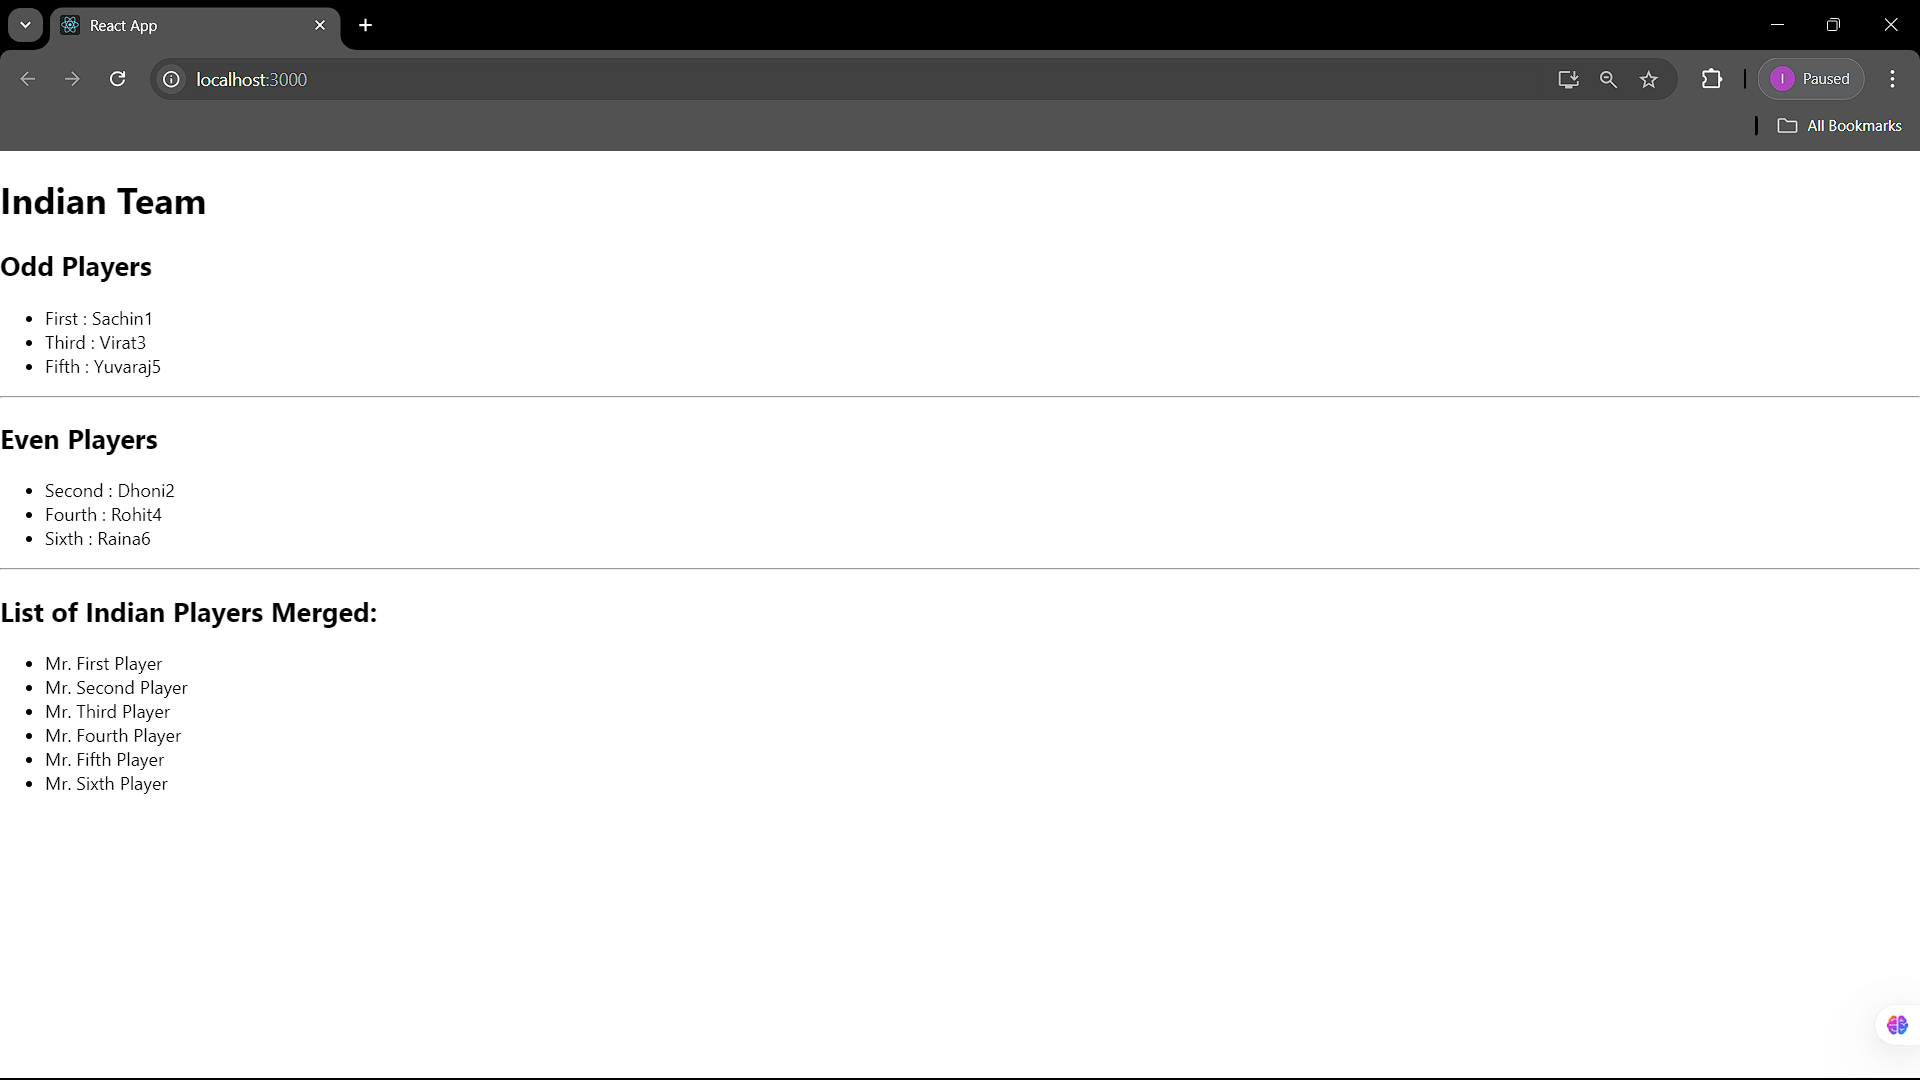 React App
localhost:3000
I Paused
All Bookmarks
Indian Team
Odd Players
First : Sachin1
Third : Virat3
Fifth : Yuvaraj5
Even Players
Second : Dhoni2
Fourth : Rohit4
Sixth : Raina6
List of Indian Players Merged:
Mr. First Player
Mr. Second Player
Mr. Third Player
Mr. Fourth Player
Mr. Fifth Player
Mr. Sixth Player